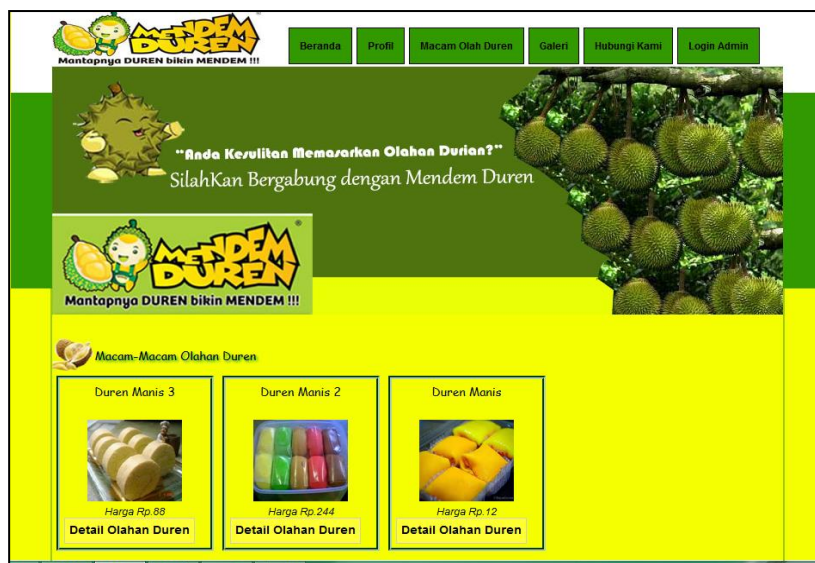 MENDEM
DUREN
Mantapnya DUREN bikin MENDEM !!!
Beranda
Profil
Macam Olah Duren
Galeri
Hubungi Kami
Login Admin
"Anda Kesulitan Memasarkan Olahan Durian?"
SilahKan Bergabung dengan Mendem Duren
MENDEM
DUREN
®
Mantapnya DUREN bikin MENDEM !!!
Macam-Macam Olahan Duren
Duren Manis 3
Harga Rp.88
Detail Olahan Duren
Duren Manis 2
Harga Rp.244
Detail Olahan Duren
Duren Manis
Harga Rp.12
Detail Olahan Duren